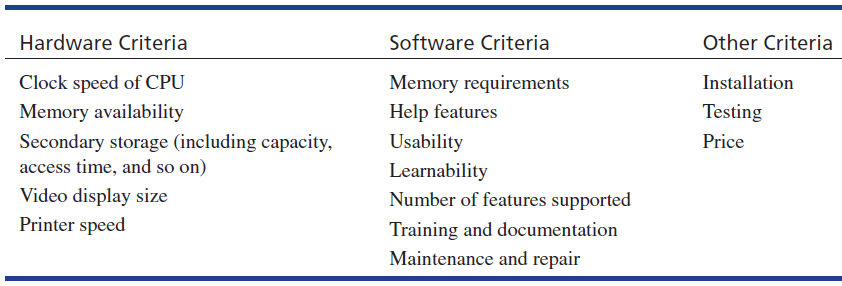 Hardware Criteria
Software Criteria
Other Criteria
Clock speed of CPU
Memory requirements
Installation
Memory availability
Help features
Testing
Secondary storage (including capacity,
access time, and so on)
Usability
Price
Learnability
Video display size
Number of features supported
Printer speed
Training and documentation
Maintenance and repair